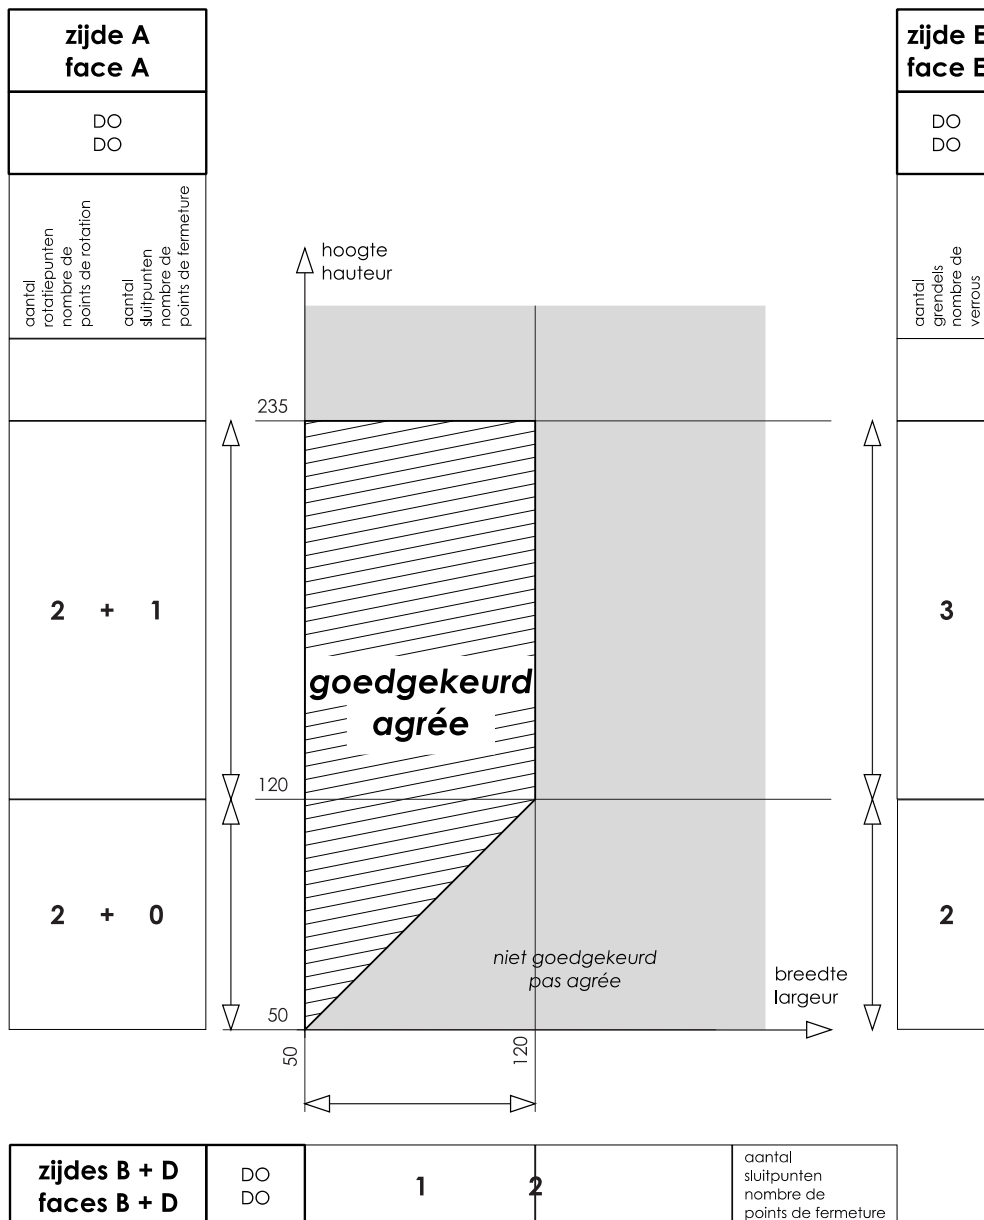 zijde A
face A
DO
DO
aantal
rotatiepunten
nombre de
points de rotation
aantal
sluitpunten
nombre de
points de fermeture
zijde E
face E
DO
DO
aantal
grendels
nombre de
verrous
hoogte
hauteur
235
2 + 1
3
goedgekeurd
agrée
120
2 + 0
2
niet goedgekeurd
pas agrée
breedte
largeur
50
50
120
zijdes B + D
faces B + D
DO
DO
1
2
aantal
sluitpunten
nombre de
points de fermeture